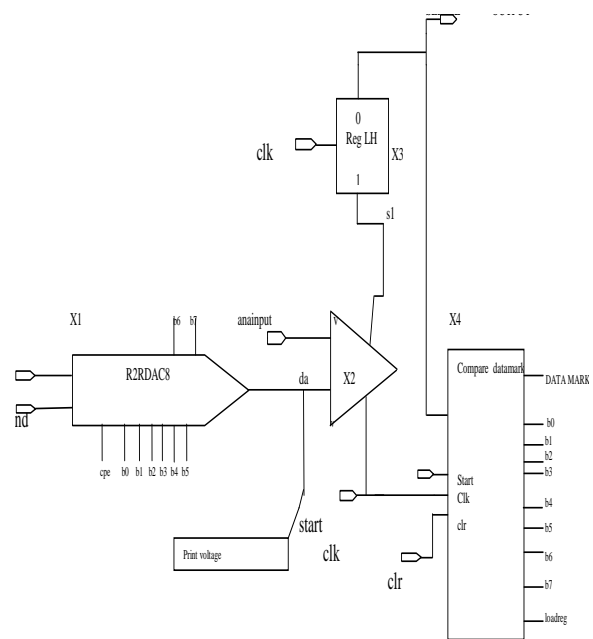 0
Reg LH
clk
X3
1
s1
X1
b6 b7
anainput
X4
R2RDAC8
da
X2
Compare datamark
DATA MARK
nd
cpe b0 b1 b2 b3 b4 b5
b0
b1
b2
b3
Start
Clk
b4
start
clr
b5
Print voltage
clk
b6
clr
b7
loadreg